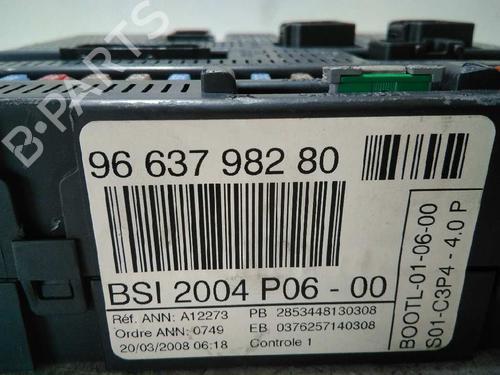 B-PARTS
96 637 982 80
BSI 2004 P06 - 00
Réf. ANN: A12273 PB 2853448130308
Ordre ANN: 0749 EB 0376257140308
20/03/2008 06:18 Controle 1
BOOTL-01-06-00
S01-C3P4 - 4.0 P